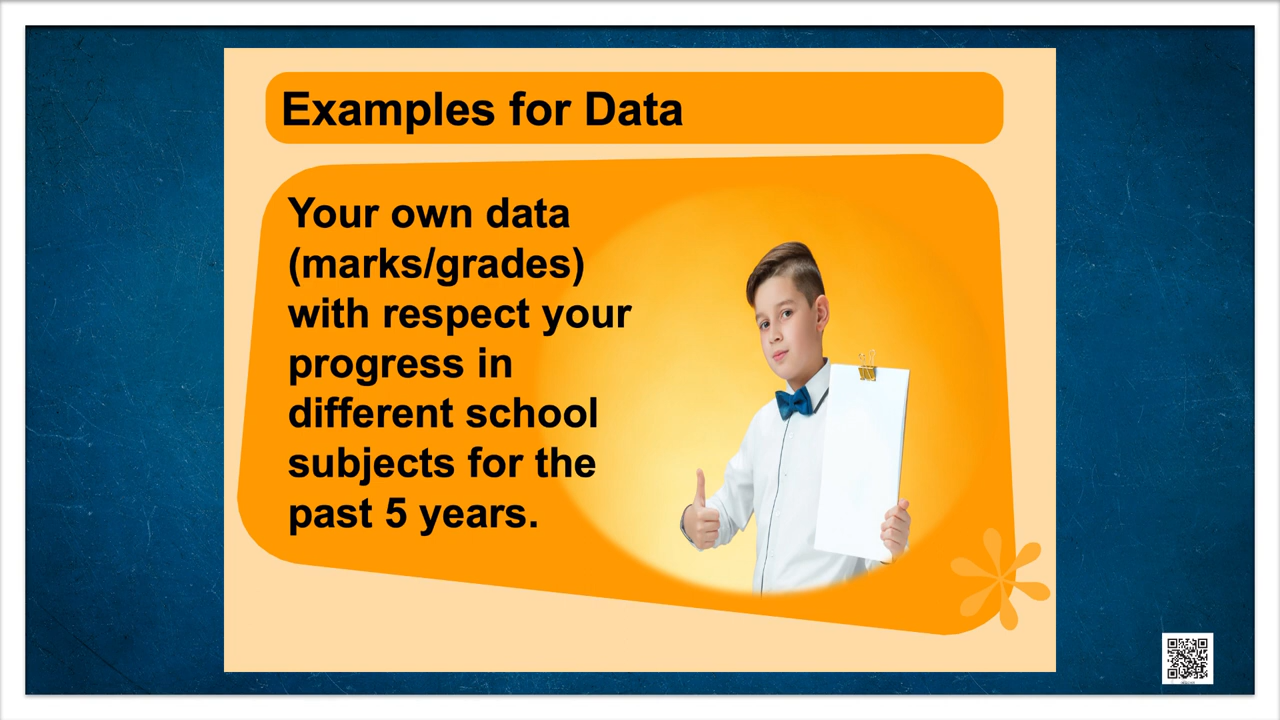 Examples for Data
Your own data
(marks/grades)
with respect your
progress in
different school
subjects for the
past 5 years.